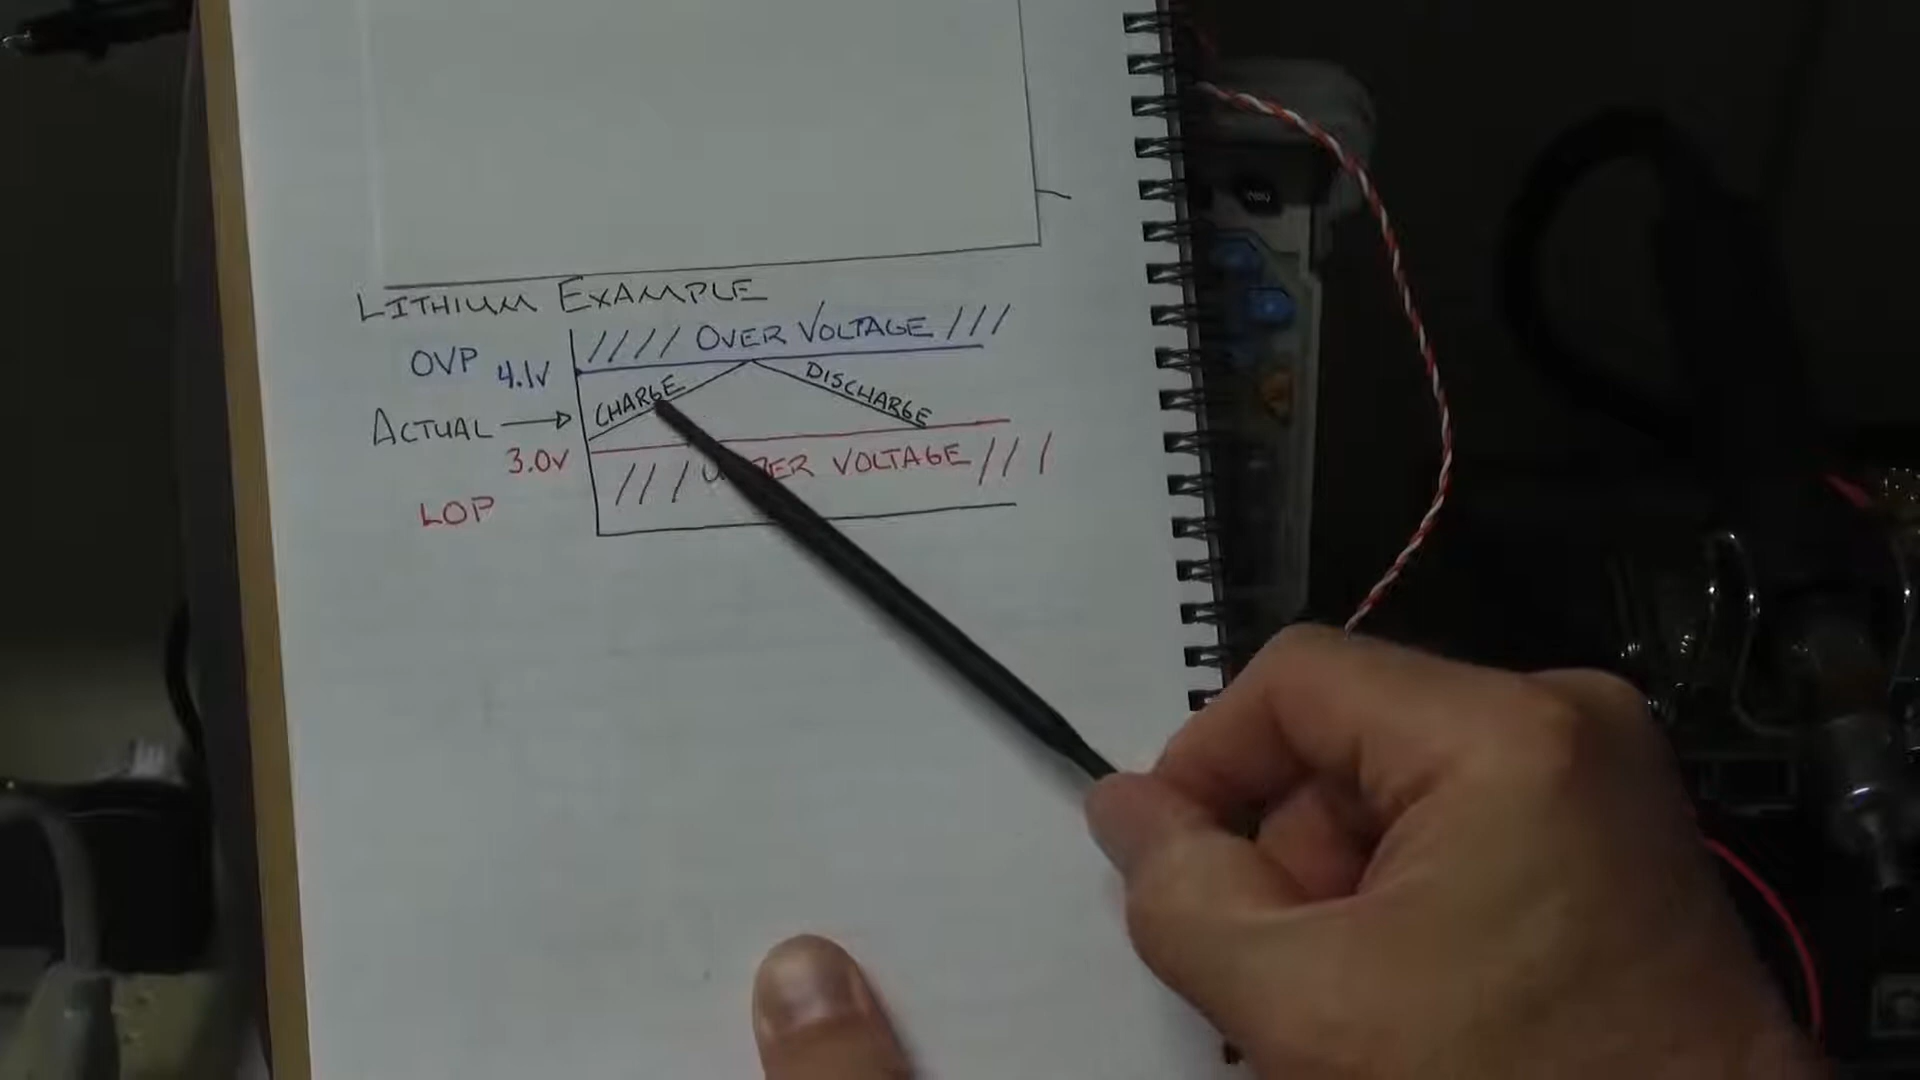 LITHIUM EXAMPLE
OVP 4.1V //// OVER VOLTAGE ///
CHARGE DISCHARGE
ACTUAL →
3.0V /// VOLTAGE ///
LOP